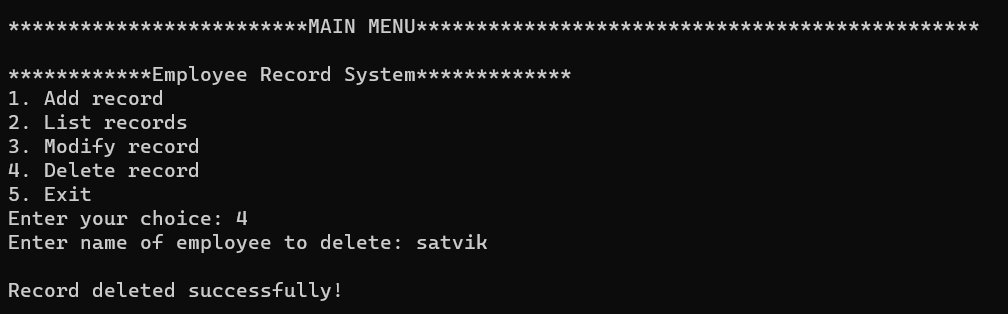 *************************MAIN MENU***********************************************
************Employee Record System*************
1. Add record
2. List records
3. Modify record
4. Delete record
5. Exit
Enter your choice: 4
Enter name of employee to delete: satvik
Record deleted successfully!